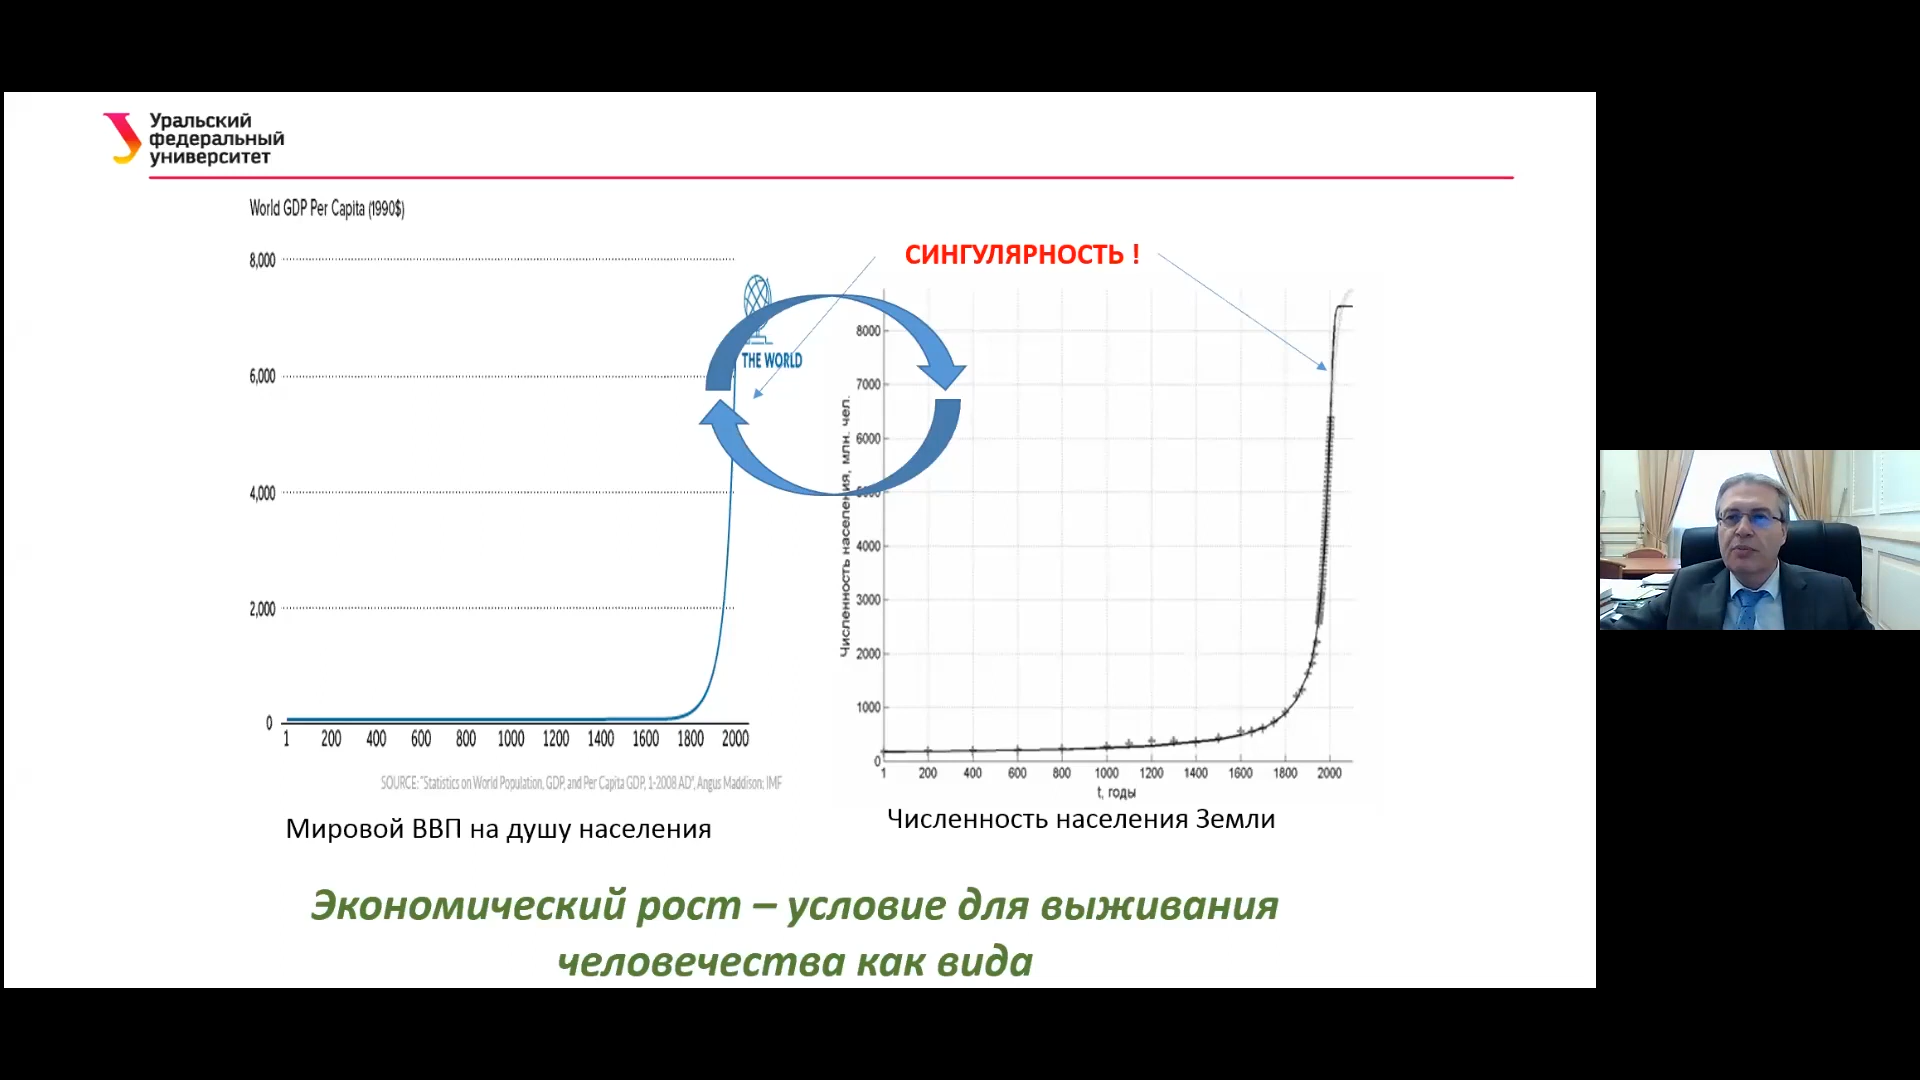 Уральский
федеральный
университет
World GDP Per Capita (1990$)
8,000
6,000
4,000
2,000
0
1 200 400 600 800 1000 1200 1400 1600 1800 2000
THE WORLD
SOURCE: "Statistics on World Population, GDP, and Per Capita GDP, 1-2008 AD", Angus Maddison; IMF
Мировой ВВП на душу населения
СИНГУЛЯРНОСТЬ !
Численность населения, млн. чел.
8000
7000
6000
5000
4000
3000
2000
1000
0
1 200 400 600 800 1000 1200 1400 1600 1800 2000
t, годы
Численность населения Земли
Экономический рост – условие для выживания
человечества как вида